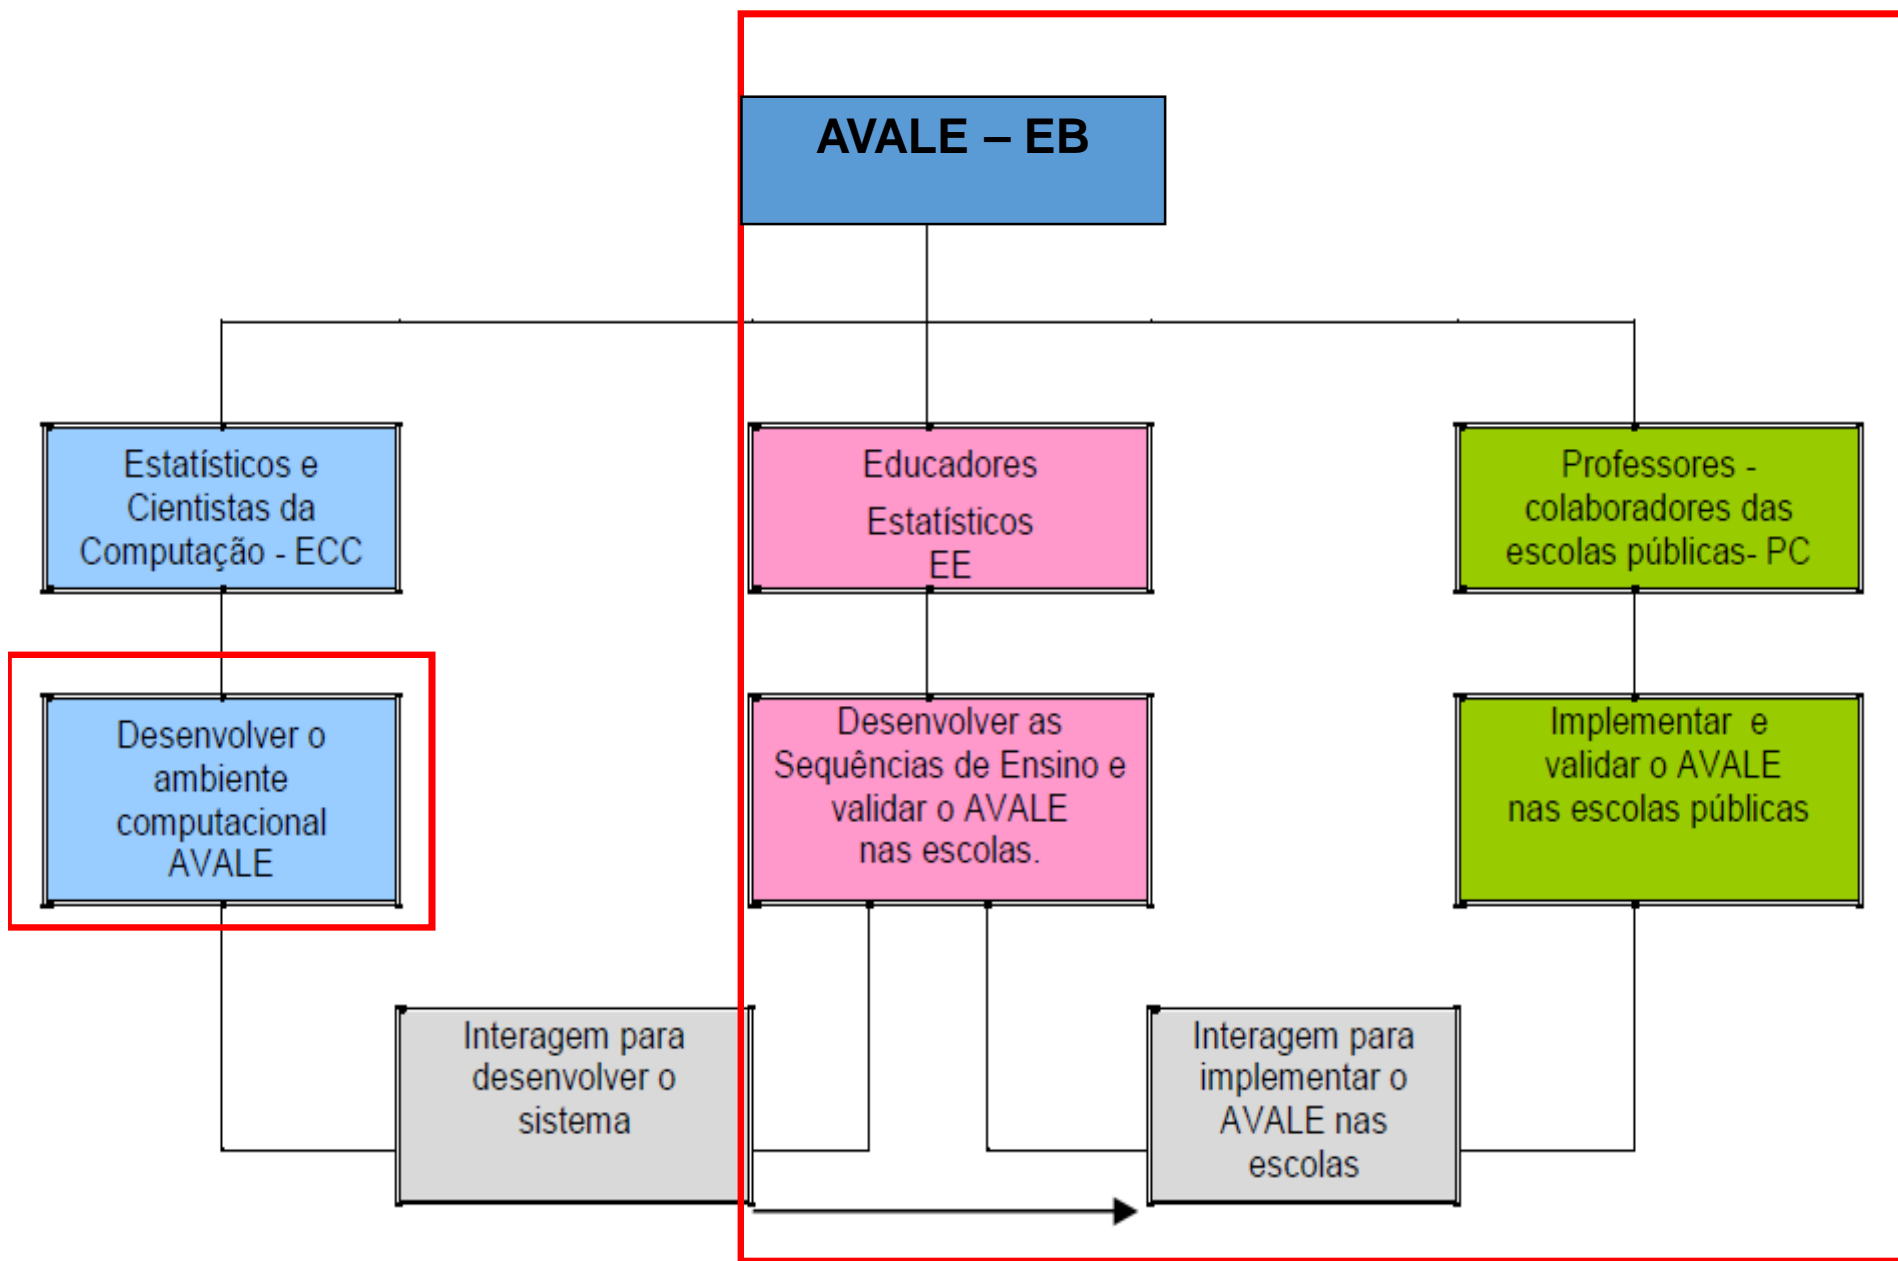 AVALE – EB
Estatísticos e
Cientistas da
Computação - ECC
Educadores
Estatísticos
EE
Professores -
colaboradores das
escolas públicas- PC
Desenvolver o
ambiente
computacional
AVALE
Desenvolver as
Sequências de Ensino e
validar o AVALE
nas escolas.
Implementar e
validar o AVALE
nas escolas públicas
Interagem para
desenvolver o
sistema
Interagem para
implementar o
AVALE nas
escolas